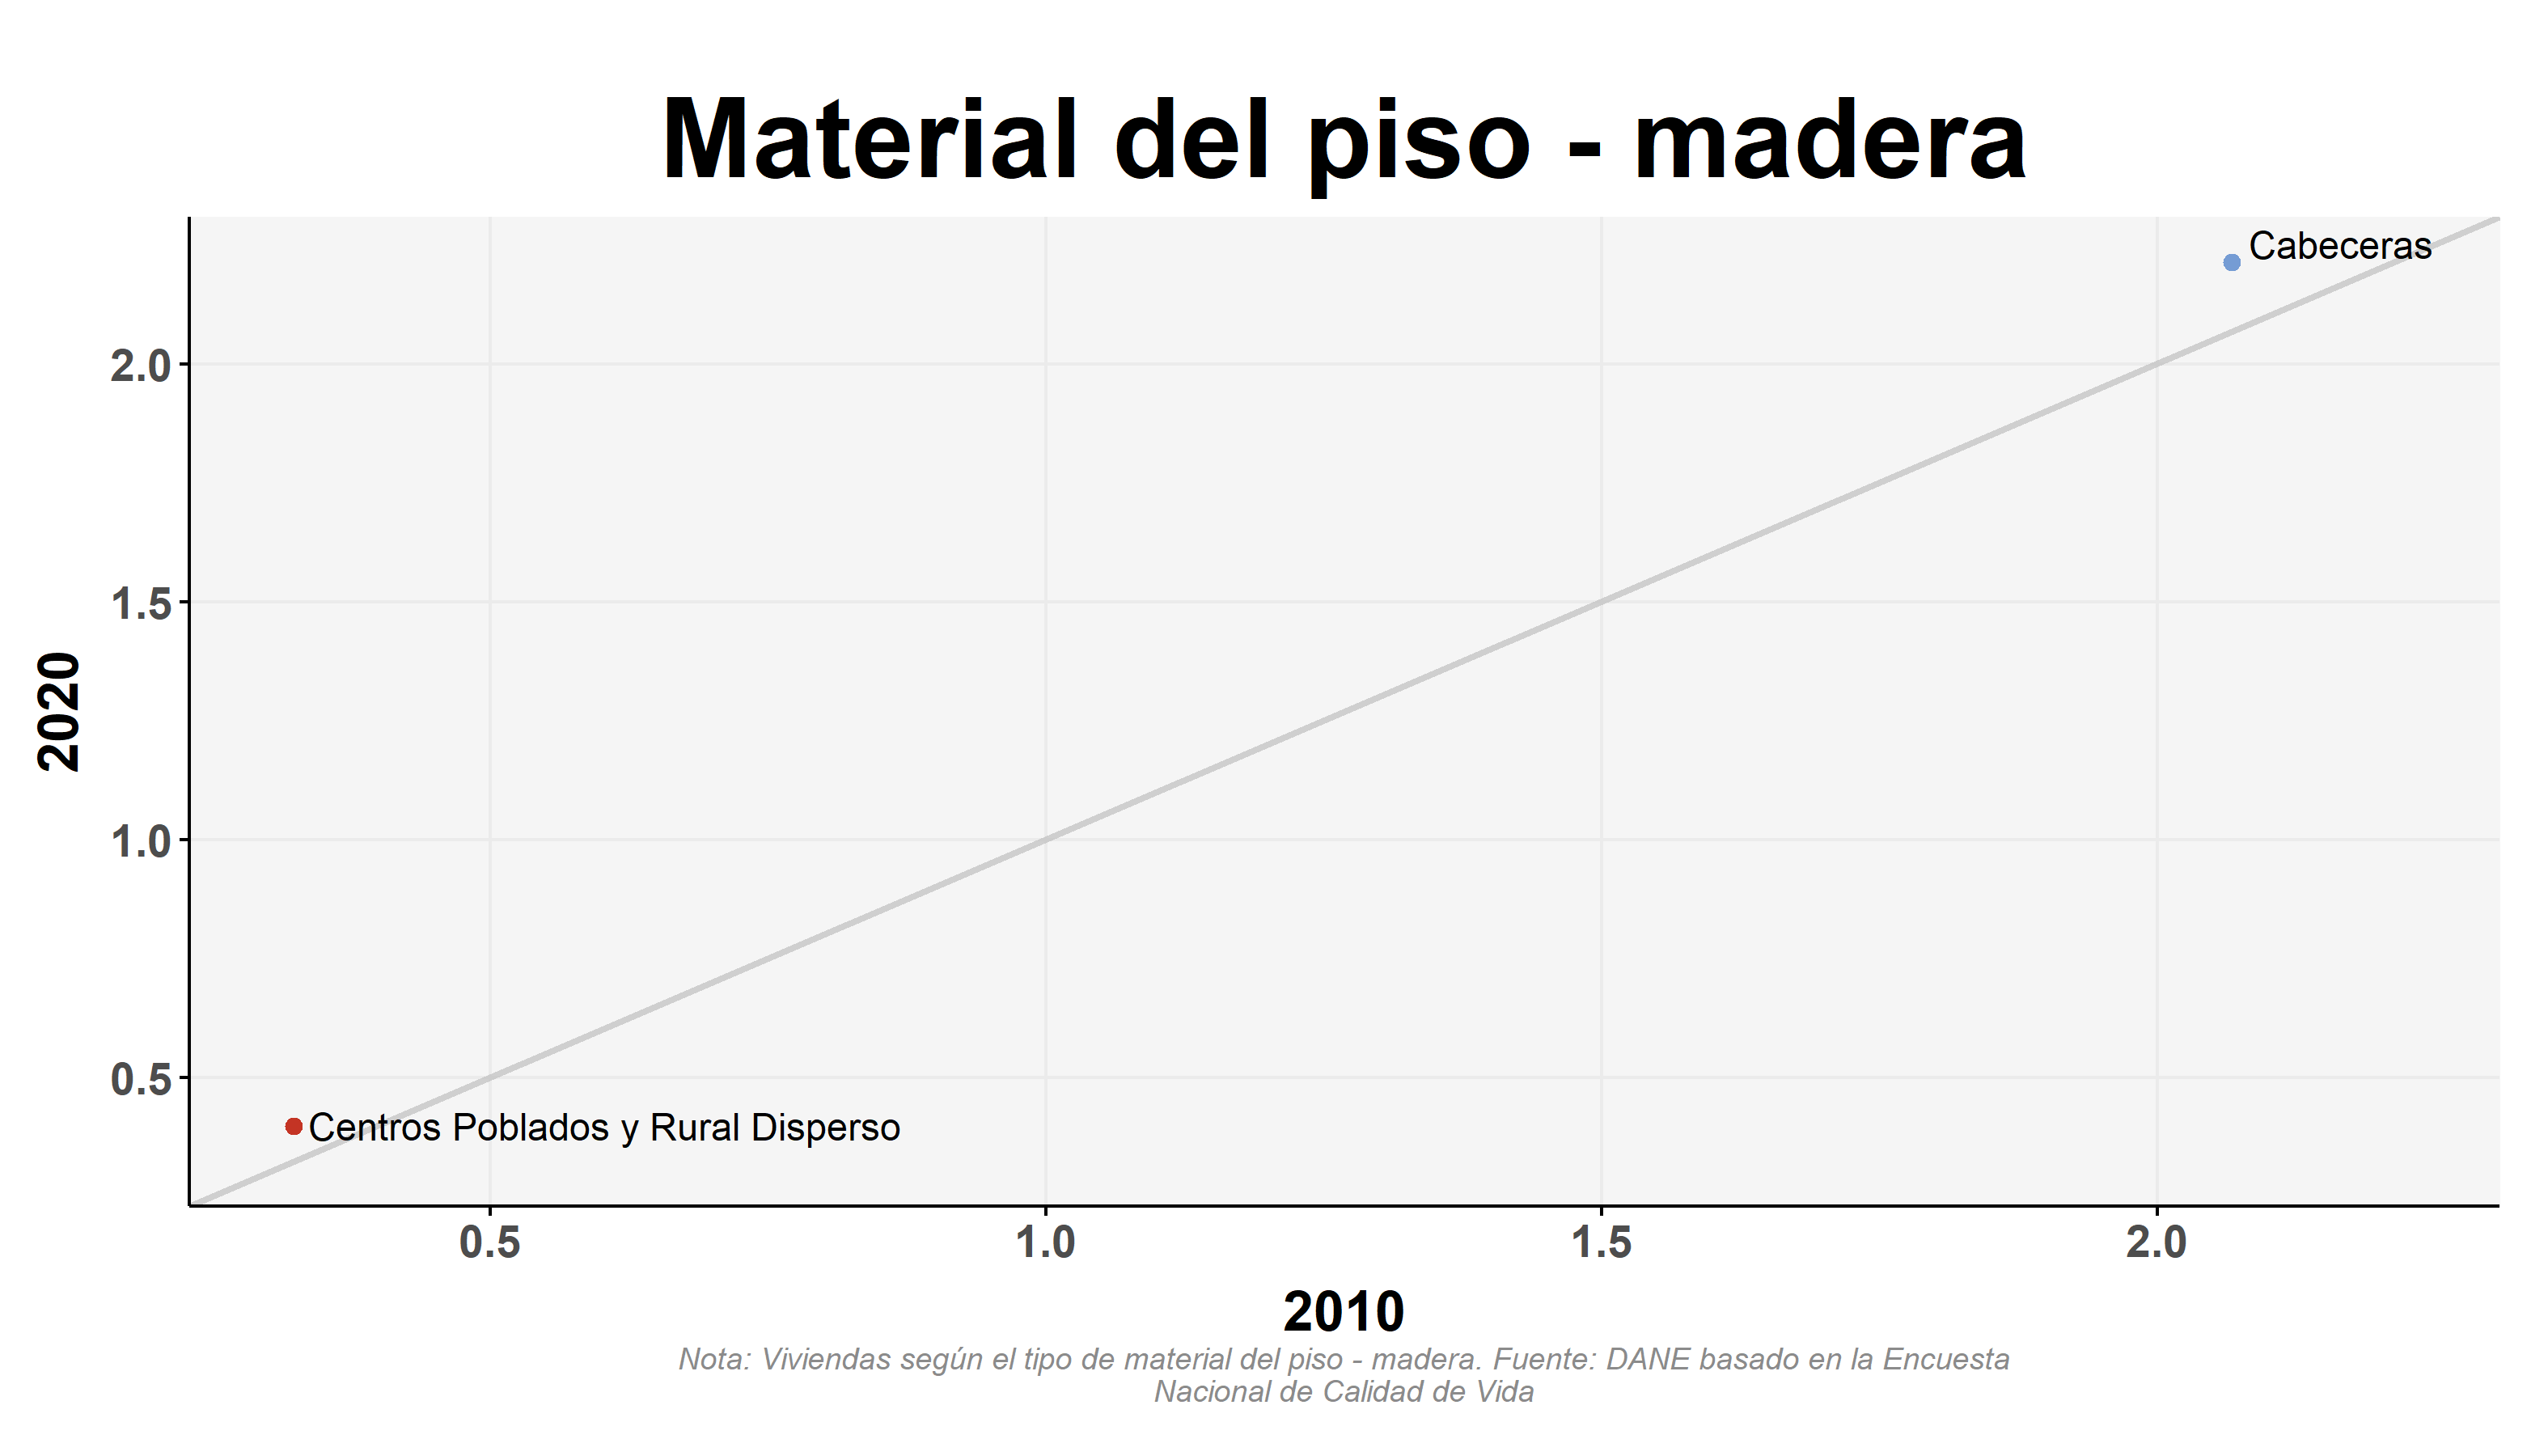 Material del piso - madera
Cabeceras
2.0
1.5
2020
1.0
0.5
Centros Poblados y Rural Disperso
0.5 1.0 1.5 2.0
2010
Nota: Viviendas según el tipo de material del piso - madera. Fuente: DANE basado en la Encuesta
Nacional de Calidad de Vida